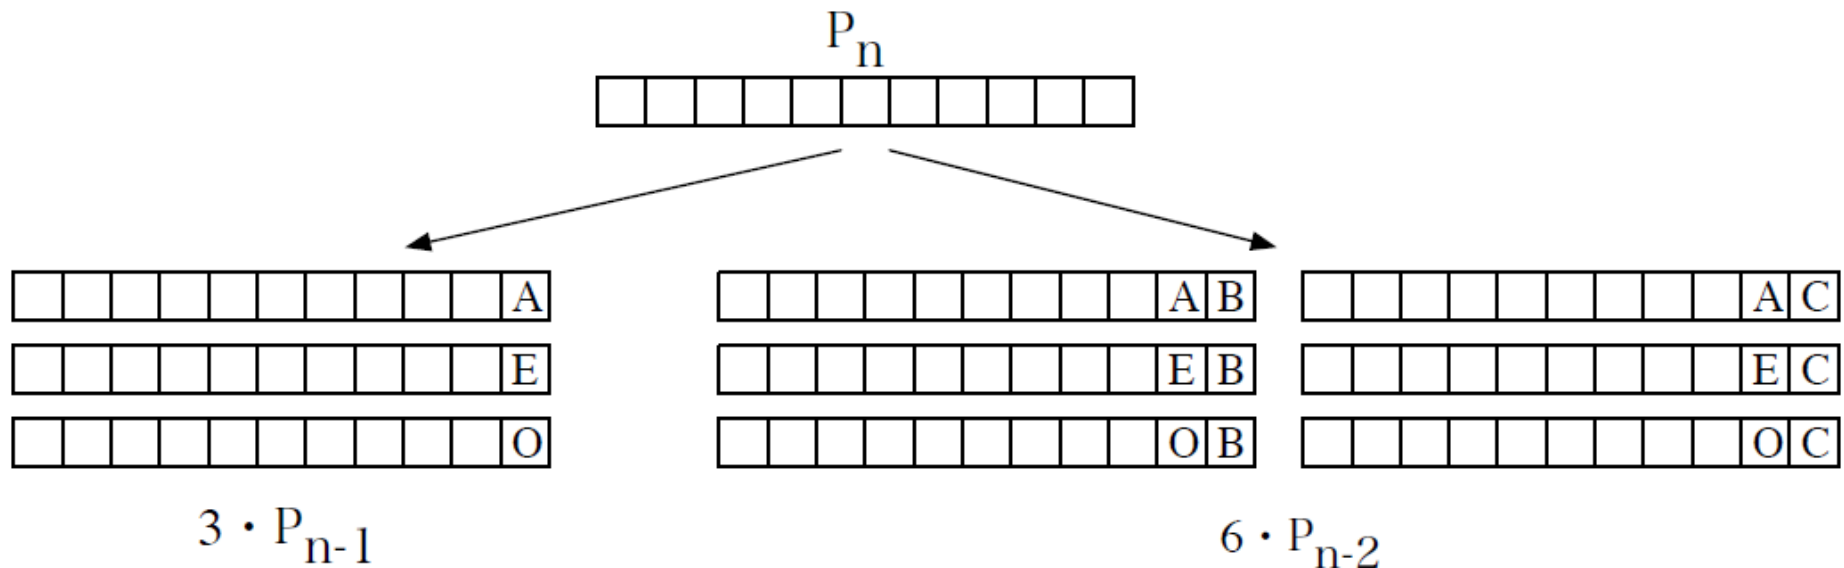 Pn
A A B A C
E E B E C
O O B O C
3 · Pn-1 6 · Pn-2